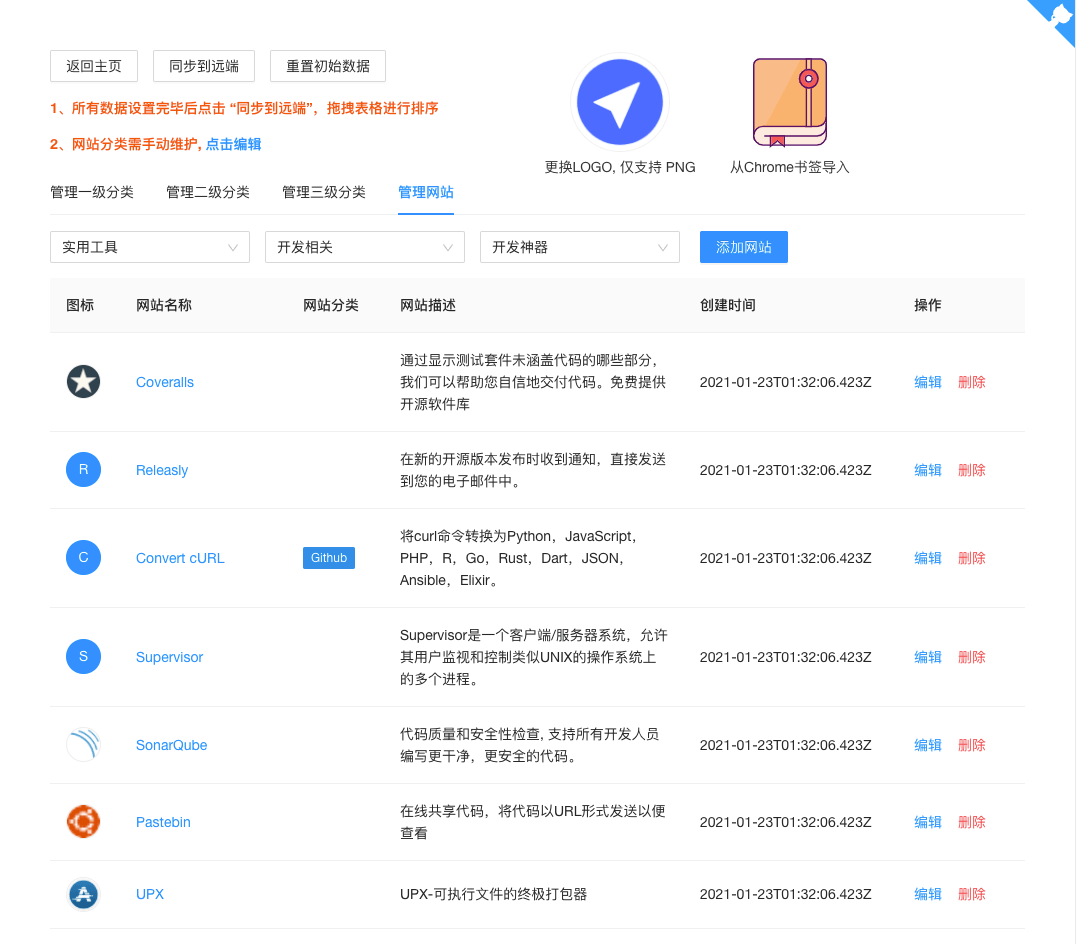 返回主页 同步到远端 重置初始数据
1、所有数据设置完毕后点击 “同步到远端”，拖拽表格进行排序
2、网站分类需手动维护, 点击编辑
更换LOGO, 仅支持 PNG
从Chrome书签导入
管理一级分类 管理二级分类 管理三级分类 管理网站
实用工具 开发相关 开发神器 添加网站
图标 网站名称 网站分类 网站描述 创建时间 操作
通过显示测试套件未涵盖代码的哪些部分，
Coveralls 我们可以帮助您自信地交付代码。免费提供 2021-01-23T01:32:06.423Z 编辑 删除
开源软件库
在新的开源版本发布时收到通知，直接发送
R Releasly 2021-01-23T01:32:06.423Z 编辑 删除
到您的电子邮件中。
将curl命令转换为Python，JavaScript，
C Convert cURL Github PHP，R，Go，Rust，Dart，JSON， 2021-01-23T01:32:06.423Z 编辑 删除
Ansible，Elixir。
Supervisor是一个客户端/服务器系统，允许
S Supervisor 其用户监视和控制类似UNIX的操作系统上 2021-01-23T01:32:06.423Z 编辑 删除
的多个进程。
代码质量和安全性检查, 支持所有开发人员
SonarQube 2021-01-23T01:32:06.423Z 编辑 删除
编写更干净，更安全的代码。
在线共享代码，将代码以URL形式发送以便
Pastebin 2021-01-23T01:32:06.423Z 编辑 删除
查看
UPX UPX-可执行文件的终极打包器 2021-01-23T01:32:06.423Z 编辑 删除